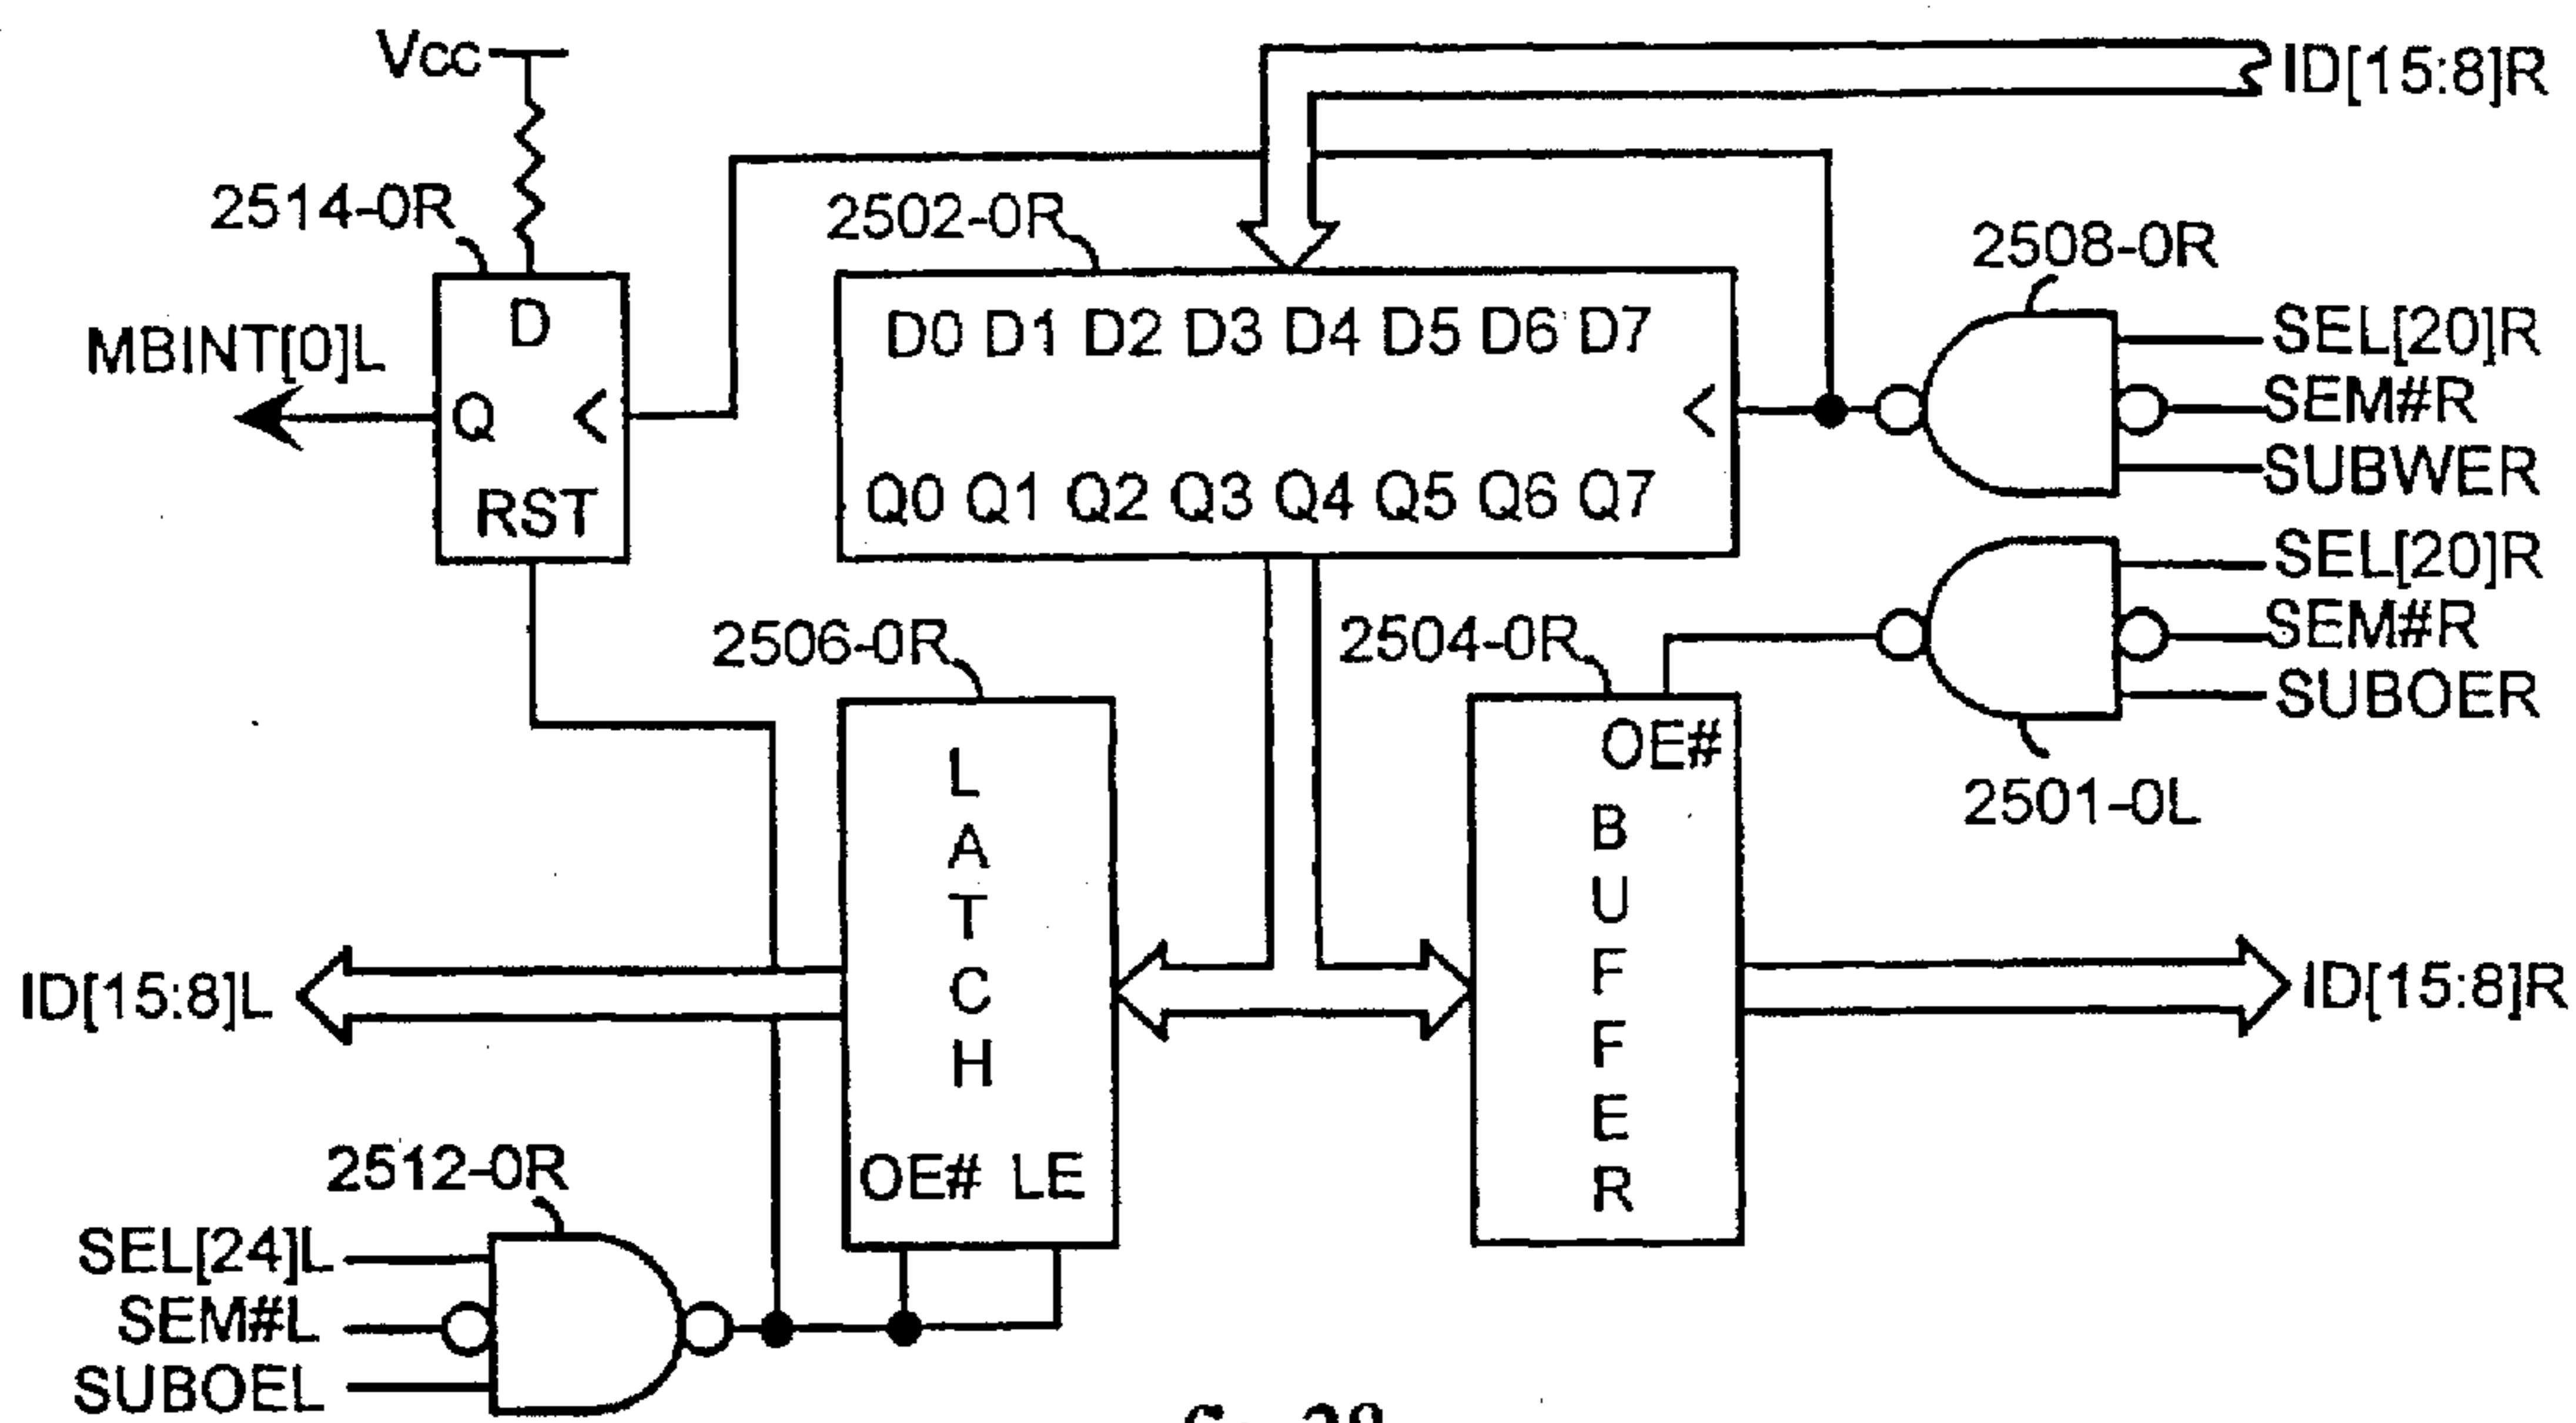 Vcc
ID[15:8]R
2514-0R
2502-0R
2508-0R
D
MBINT[0]L
Q <
RST
D0 D1 D2 D3 D4 D5 D6 D7
<
Q0 Q1 Q2 Q3 Q4 Q5 Q6 Q7
SEL[20]R
SEM#R
SUBWER
SEL[20]R
SEM#R
SUBOER
2501-0L
2506-0R
2504-0R
LATCH
OE# LE
OE#
BUFFER
ID[15:8]L
ID[15:8]R
2512-0R
SEL[24]L
SEM#L
SUBOEL